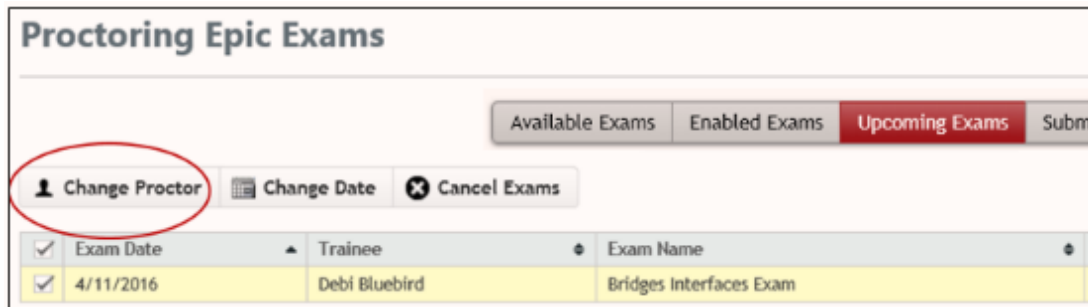 Proctoring Epic Exams
Available Exams Enabled Exams Upcoming Exams Subm
Change Proctor Change Date Cancel Exams
Exam Date Trainee Exam Name
4/11/2016 Debi Bluebird Bridges Interfaces Exam